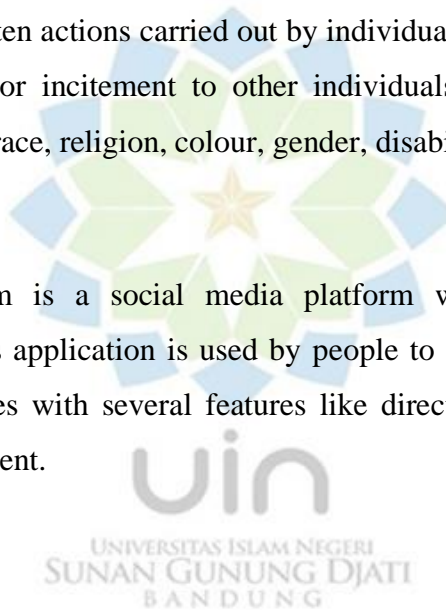 ten actions carried out by individua
or incitement to other individuals
race, religion, colour, gender, disabi
m is a social media platform
application is used by people to
es with several features like direc
ent.
uin
UNIVERSITAS ISLAM NEGERI
SUNAN GUNUNG DJATI
BANDUNG